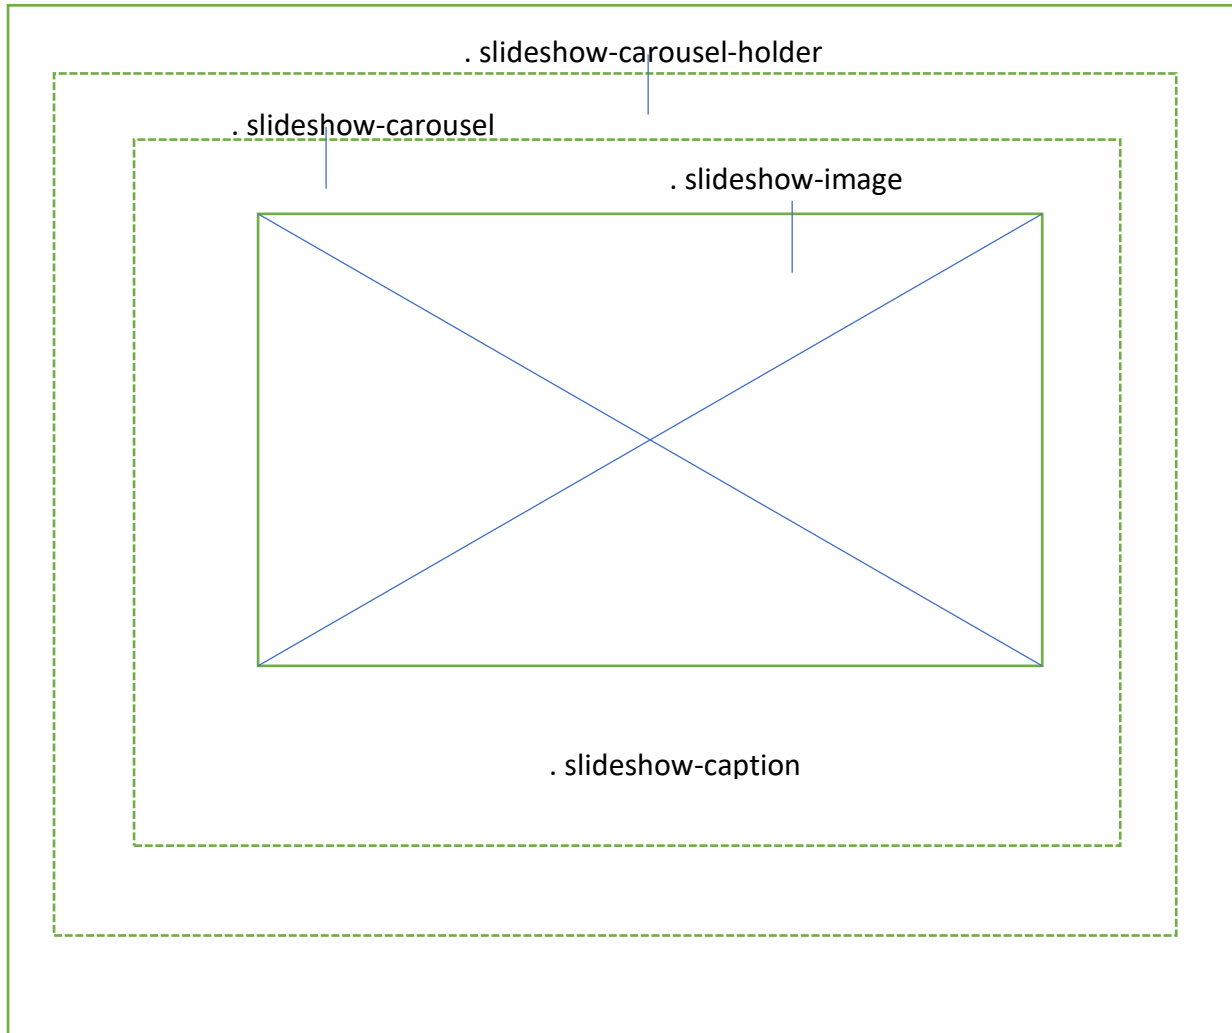 . slideshow-carousel-holder
. slideshow-carousel
. slideshow-image
. slideshow-caption